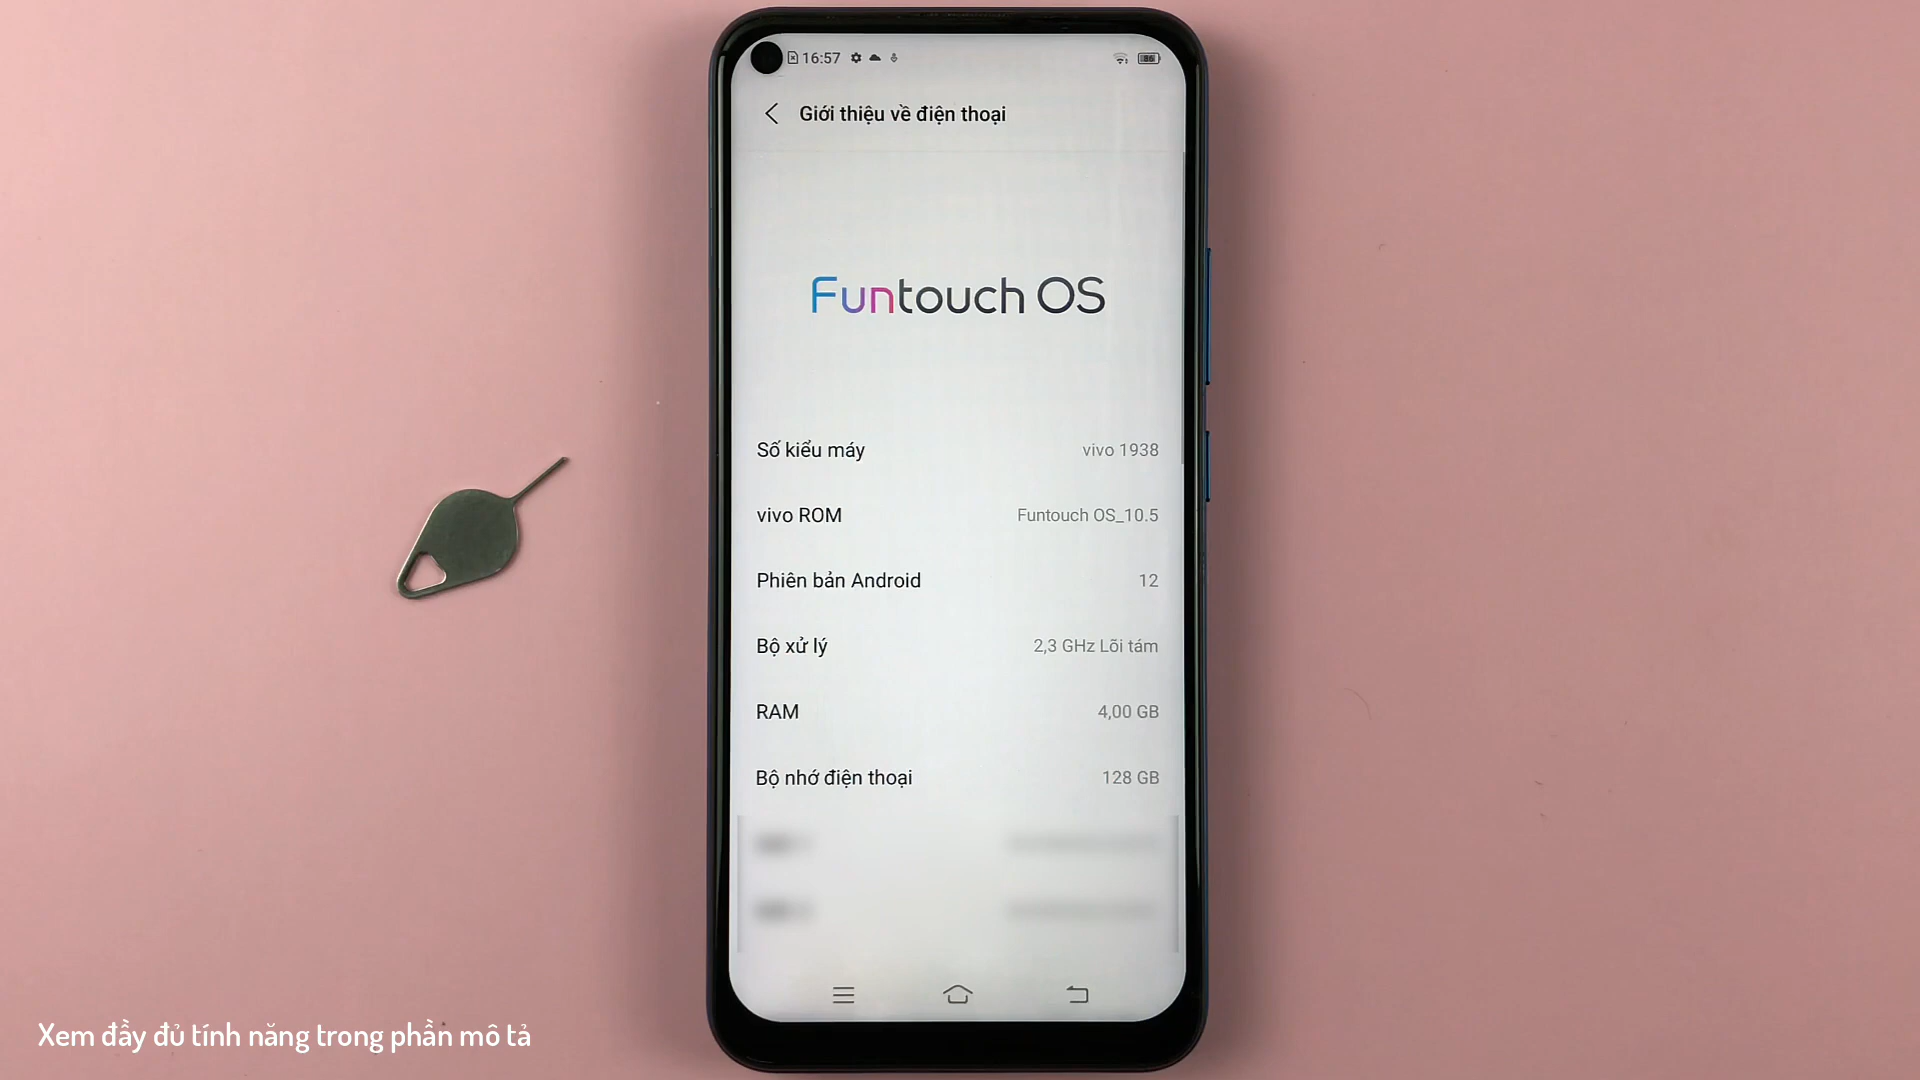 16:57
86
Giới thiệu về điện thoại
Funtouch OS
Số kiểu máy vivo 1938
vivo ROM Funtouch OS_10.5
Phiên bản Android 12
Bộ xử lý 2,3 GHz Lõi tám
RAM 4,00 GB
Bộ nhớ điện thoại 128 GB
Xem đầy đủ tính năng trong phần mô tả